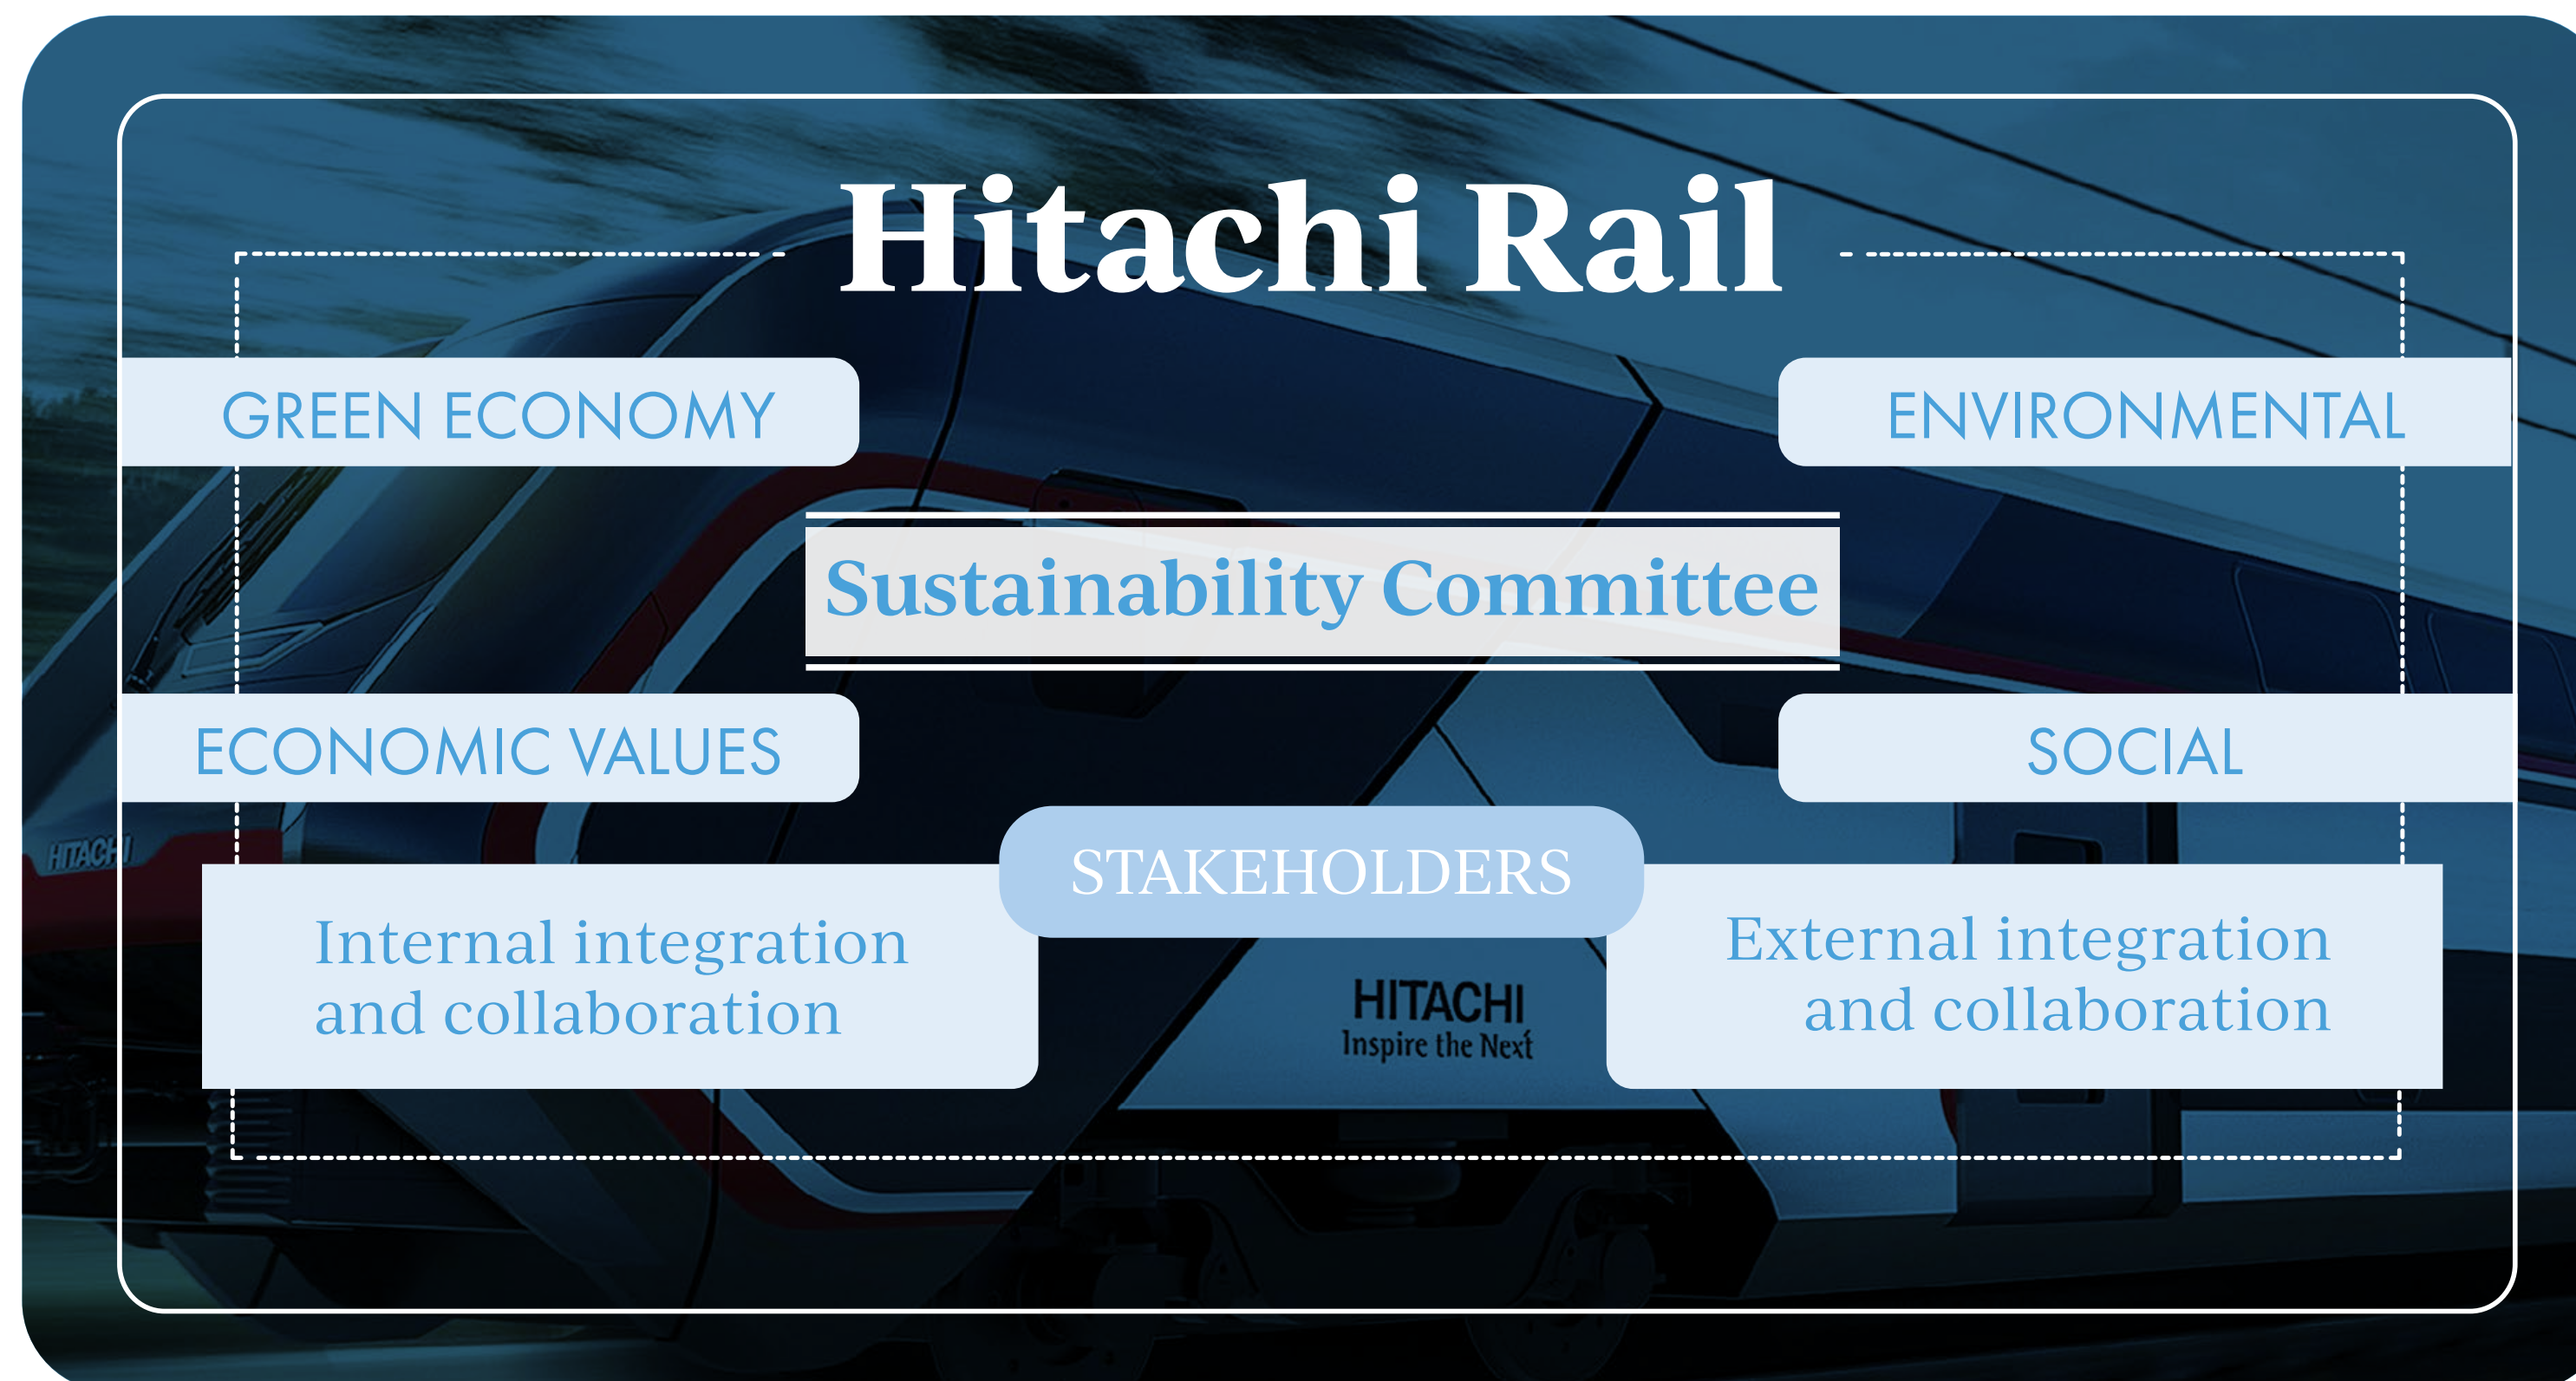 Hitachi Rail
GREEN ECONOMY
ENVIRONMENTAL
Sustainability Committee
ECONOMIC VALUES
SOCIAL
STAKEHOLDERS
HITACHI
Internal integration
and collaboration
External integration
and collaboration
HITACHI
Inspire the Next